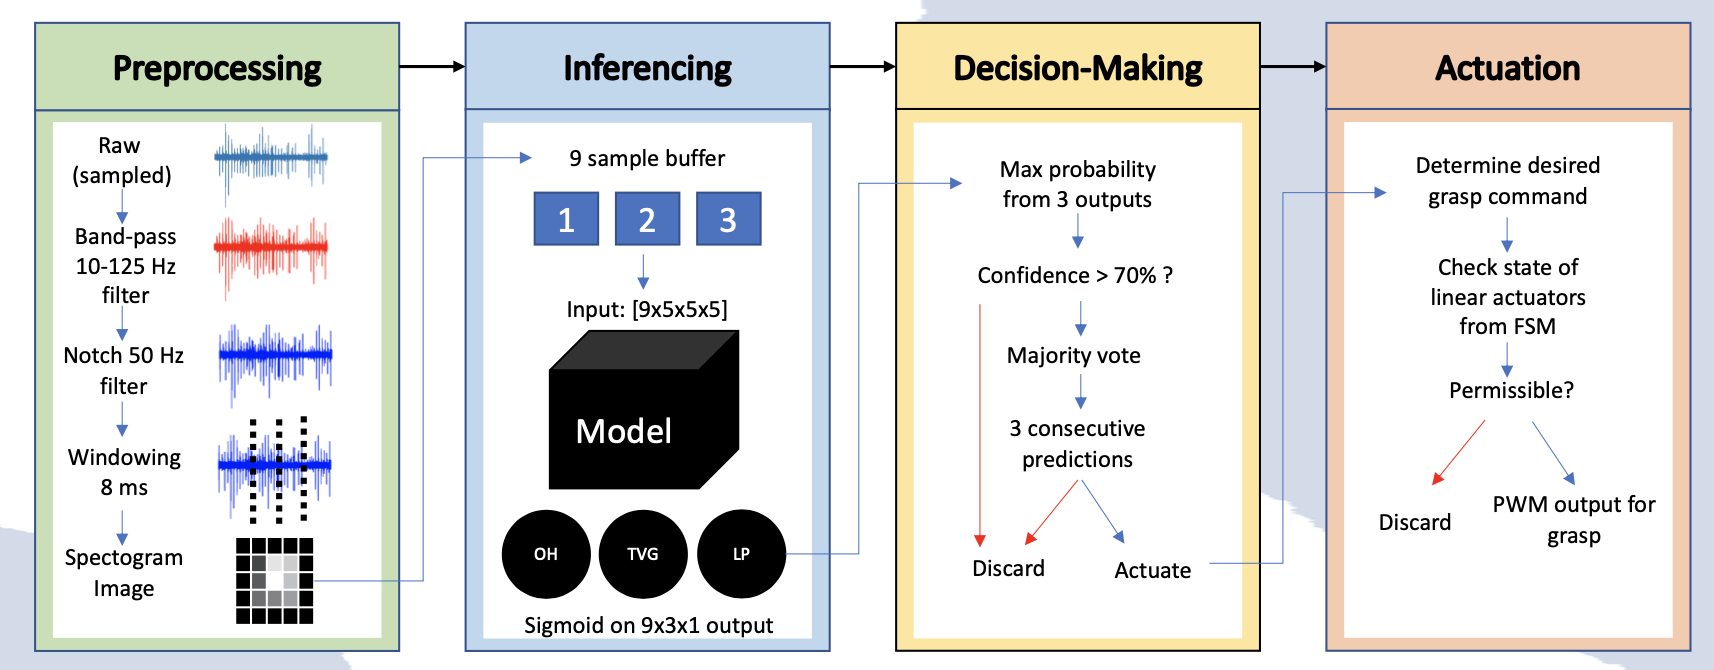 Preprocessing
Raw
(sampled)
Band-pass
10-125 Hz
filter
Notch 50 Hz
filter
Windowing
8 ms
Spectogram
Image
Inferencing
9 sample buffer
1 2 3
Input: [9x5x5x5]
Model
OH TVG LP
Sigmoid on 9x3x1 output
Decision-Making
Max probability
from 3 outputs
Confidence > 70% ?
Majority vote
3 consecutive
predictions
Discard
Actuate
Actuation
Determine desired
grasp command
Check state of
linear actuators
from FSM
Permissible?
Discard
PWM output for
grasp